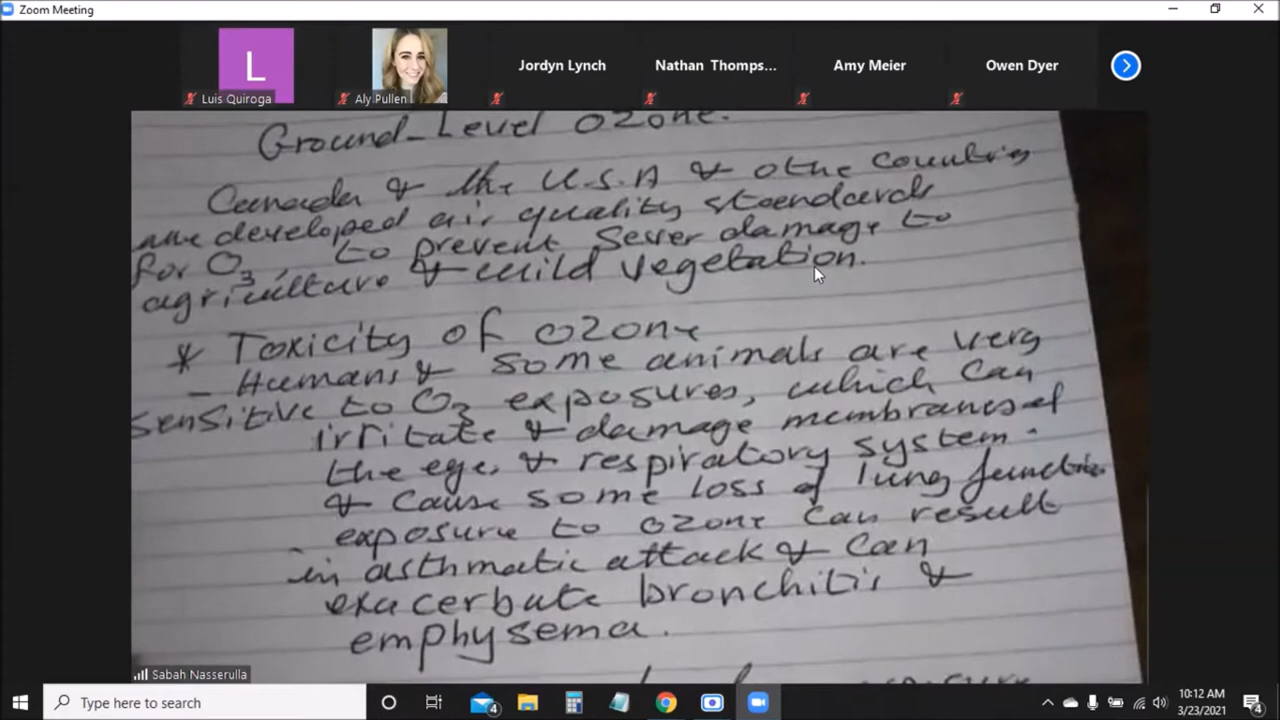 Zoom Meeting
L
Luis Quiroga
Aly Pullen
Jordyn Lynch
Nathan Thomps...
Amy Meier
Owen Dyer
Ground-Level Ozone.
Canada & the U.S.A & othe Countries
are developed air quality standards
for O3, to prevent Sever damage to
agriculture & wild vegetation.
* Toxicity of Ozone
- Humans & some animals are very
sensitive to O3 exposures, which can
irritate & damage membranes of
the eye, & respiratory system.
& cause some loss of lung function
- exposure to ozone can result
in asthmatic attack & can
exacerbate bronchitis &
emphysema.
Sabah Nasserulla
Type here to search
4
10:12 AM
3/23/2021
4